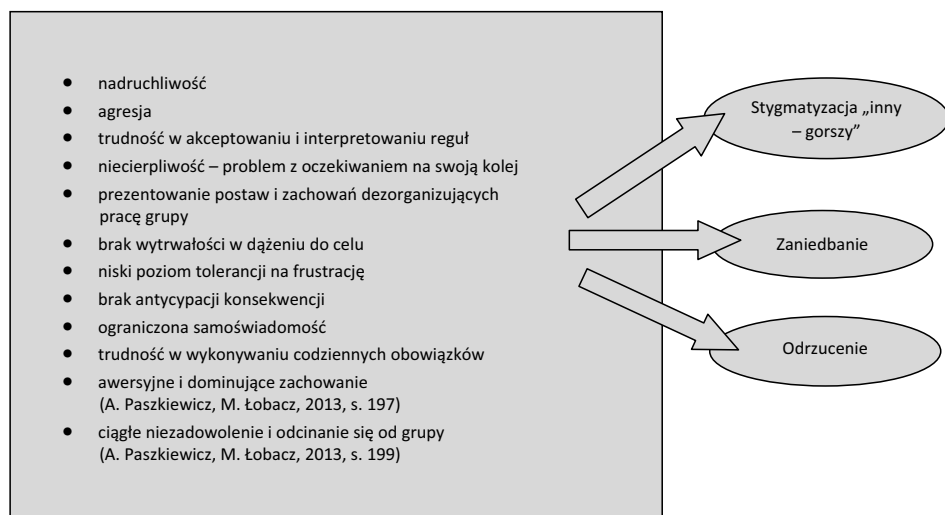 • nadruchliwość
• agresja
• trudność w akceptowaniu i interpretowaniu reguł
• niecierpliwość – problem z oczekiwaniem na swoją kolej
• prezentowanie postaw i zachowań dezorganizujących
pracę grupy
• brak wytrwałości w dążeniu do celu
• niski poziom tolerancji na frustrację
• brak antycypacji konsekwencji
• ograniczona samoświadomość
• trudność w wykonywaniu codziennych obowiązków
• awersyjne i dominujące zachowanie
(A. Paszkiewicz, M. Łobacz, 2013, s. 197)
• ciągłe niezadowolenie i odcinanie się od grupy
(A. Paszkiewicz, M. Łobacz, 2013, s. 199)
Stygmatyzacja „inny
– gorszy”
Zaniedbanie
Odrzucenie